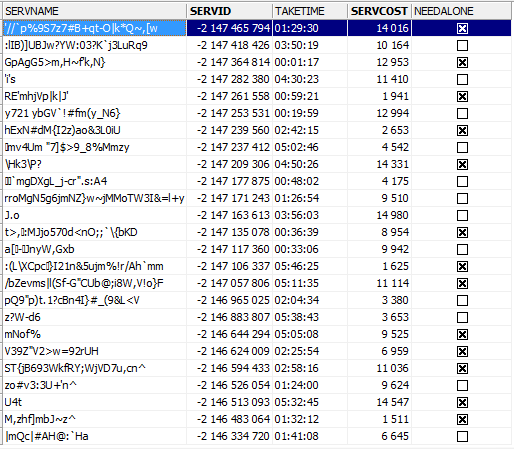 SERVNAME SERVID TAKETIME SERVCOST NEEDALONE
'//`p%9S7z7#B+qt-O|k*Q~,[w -2 147 465 794 01:29:30 14 016
:lIB)]UBJw?YW:03?K`j3LuRq9 -2 147 418 426 03:50:19 10 164
GpAgG5>m,H~f'k,N} -2 147 364 814 00:01:17 12 953
'i's -2 147 282 380 04:30:23 11 410
RE'mhjVp|k|J' -2 147 261 558 00:59:21 1 941
y721 ybGV`!#fm(y_N6} -2 147 253 531 00:19:59 12 994
hExN#dM{I2z)ao&3L0iU -2 147 239 560 02:42:15 2 653
mv4Um "7]$>9_8%Mmzy -2 147 237 412 05:02:46 4 542
\Hk3\P? -2 147 209 306 04:50:26 14 331
`mgDXgL_j-cr".s:A4 -2 147 177 875 00:48:02 4 175
rroMgN5g6jmNZ}w~jMMoTW3I&=l+y -2 147 171 243 01:26:54 9 510
J.o -2 147 163 613 03:56:03 14 980
t>,:MJjo570d<nO;;`\{bKD -2 147 135 078 00:36:39 8 954
a[-JnyW,Gxb -2 147 117 360 00:33:06 9 942
:(L\XCpc}I21n&5ujm%!r/Ah`mm -2 147 106 337 05:46:25 1 625
/bZevms|(Sf-G"CUb@;i8W,V!o}F -2 147 057 806 05:11:35 11 114
pQ9"p)t.1?cBn4I}#_(9&L<V -2 146 965 025 02:04:34 3 380
z?W-d6 -2 146 883 807 05:38:43 3 653
mNof% -2 146 644 294 05:05:08 9 525
V39Z"V2>w=92rUH -2 146 624 009 02:25:54 6 959
ST{jB693WkfRY;WjVD7u,cn^ -2 146 594 433 02:58:16 11 036
zo#v3:3U+'n^ -2 146 526 054 01:24:00 9 624
U4t -2 146 513 093 05:32:45 14 547
M,zhf]mbJ~z^ -2 146 483 064 01:32:12 1 511
|mQc|#AH@:`Ha -2 146 334 720 01:41:08 6 645